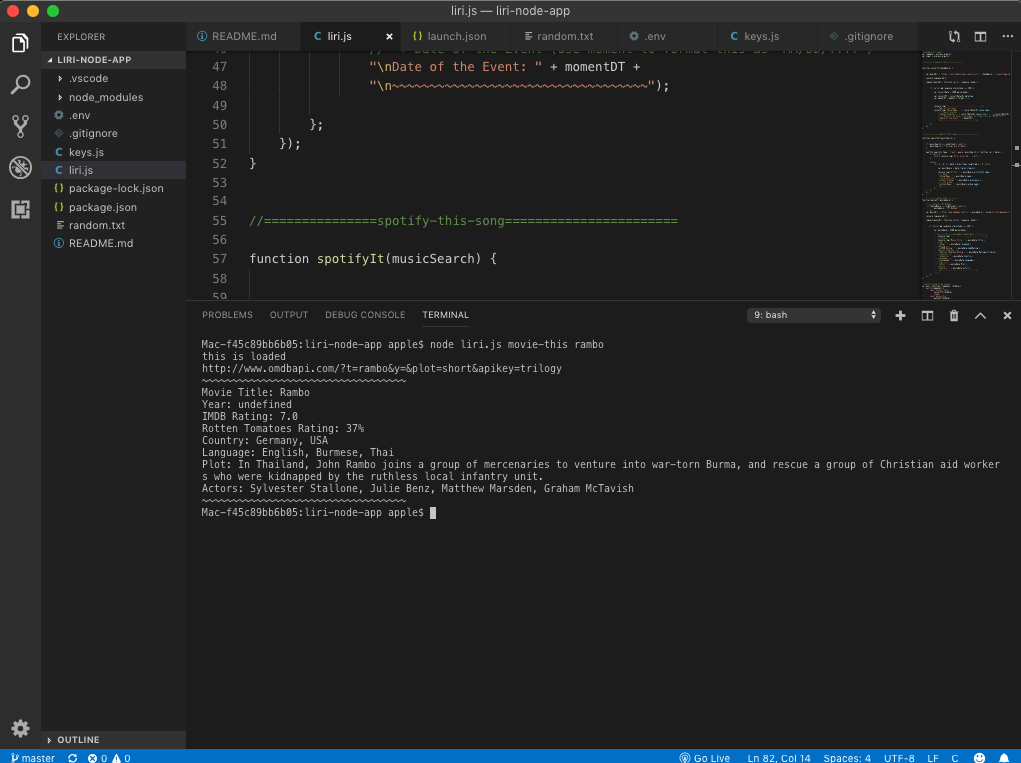 liri.js — liri-node-app
EXPLORER
LIRI-NODE-APP
.vscode
node_modules
.env
.gitignore
keys.js
liri.js
package-lock.json
package.json
random.txt
README.md
OUTLINE
README.md
liri.js
launch.json
random.txt
.env
keys.js
.gitignore
47 "\nDate of the Event: " + momentDT +
48 "\n~~~~~~~~~~~~~~~~~~~~~~~~~~~~~~~~~~");
49
50 };
51 });
52 }
53
54
55 //===============spotify-this-song=======================
56
57 function spotifyIt(musicSearch) {
58
59
PROBLEMS OUTPUT DEBUG CONSOLE TERMINAL
9: bash
Mac-f45c89bb6b05:liri-node-app apple$ node liri.js movie-this rambo
this is loaded
http://www.omdbapi.com/?t=rambo&y=&plot=short&apikey=trilogy
~~~~~~~~~~~~~~~~~~~~~~~~~~~~~~~~~~
Movie Title: Rambo
Year: undefined
IMDB Rating: 7.0
Rotten Tomatoes Rating: 37%
Country: Germany, USA
Language: English, Burmese, Thai
Plot: In Thailand, John Rambo joins a group of mercenaries to venture into war-torn Burma, and rescue a group of Christian aid worker
s who were kidnapped by the ruthless local infantry unit.
Actors: Sylvester Stallone, Julie Benz, Matthew Marsden, Graham McTavish
~~~~~~~~~~~~~~~~~~~~~~~~~~~~~~~~~~
Mac-f45c89bb6b05:liri-node-app apple$
master 0 0 Go Live Ln 82, Col 14 Spaces: 4 UTF-8 LF C